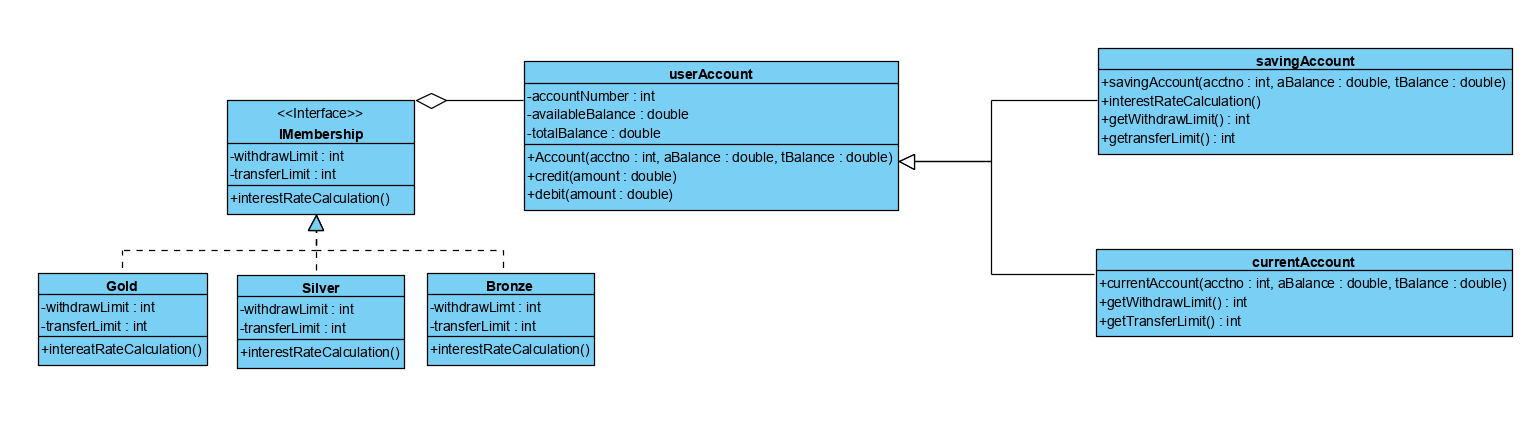 <<Interface>>
IMembership
-withdrawLimit : int
-transferLimit : int
+interestRateCalculation()
userAccount
-accountNumber : int
-availableBalance : double
-totalBalance : double
+Account(acctno : int, aBalance : double, tBalance : double)
+credit(amount : double)
+debit(amount : double)
savingAccount
+savingAccount(acctno : int, aBalance : double, tBalance : double)
+interestRateCalculation()
+getWithdrawLimit() : int
+getransferLimit() : int
Gold
-withdrawLimit : int
-transferLimit : int
+intereatRateCalculation()
Silver
-withdrawLimit : int
-transferLimit : int
+interestRateCalculation()
Bronze
-withdrawLimt : int
-transferLimit : int
+interestRateCalculation()
currentAccount
+currentAccount(acctno : int, aBalance : double, tBalance : double)
+getWithdrawLimit() : int
+getTransferLimit() : int